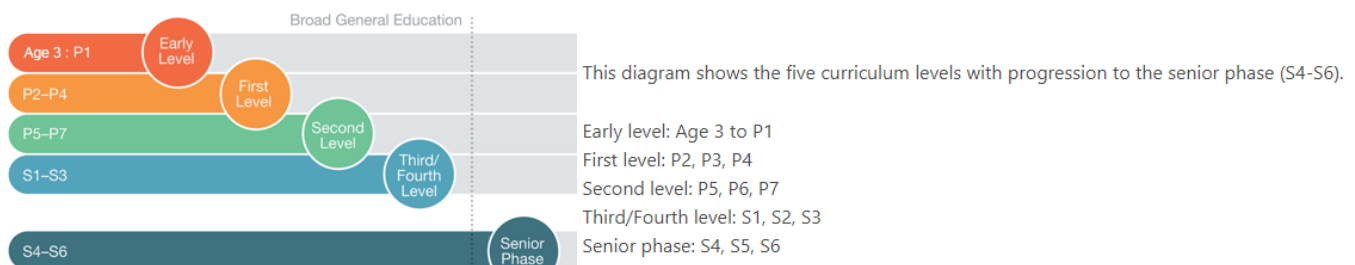 Broad General Education
Age 3 : P1
Early
Level
P2–P4
First
Level
P5–P7
Second
Level
S1–S3
Third/
Fourth
Level
S4–S6
Senior
Phase
This diagram shows the five curriculum levels with progression to the senior phase (S4-S6).
Early level: Age 3 to P1
First level: P2, P3, P4
Second level: P5, P6, P7
Third/Fourth level: S1, S2, S3
Senior phase: S4, S5, S6